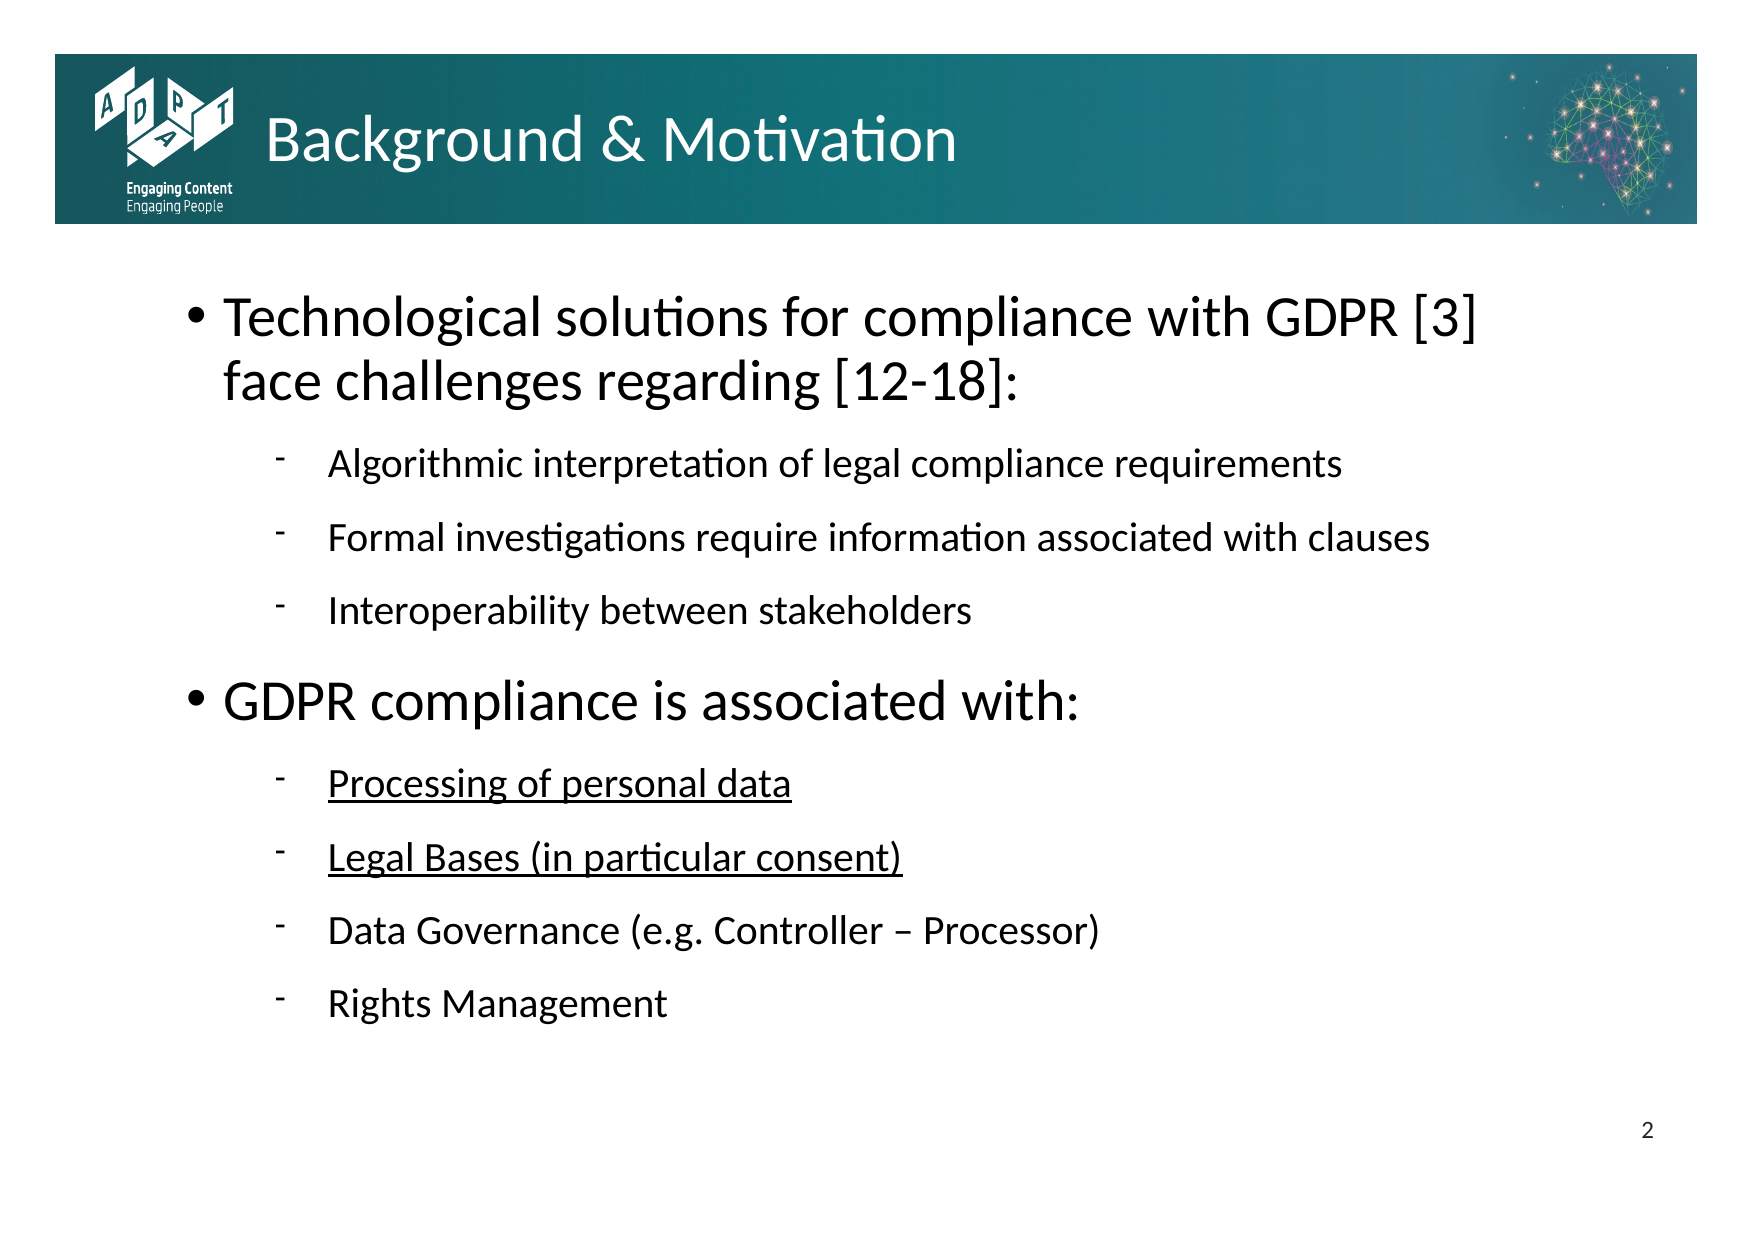 ADAPT
Engaging Content
Engaging People
Background & Motivation
• Technological solutions for compliance with GDPR [3]
face challenges regarding [12-18]:
- Algorithmic interpretation of legal compliance requirements
- Formal investigations require information associated with clauses
- Interoperability between stakeholders
• GDPR compliance is associated with:
- Processing of personal data
- Legal Bases (in particular consent)
- Data Governance (e.g. Controller – Processor)
- Rights Management
2